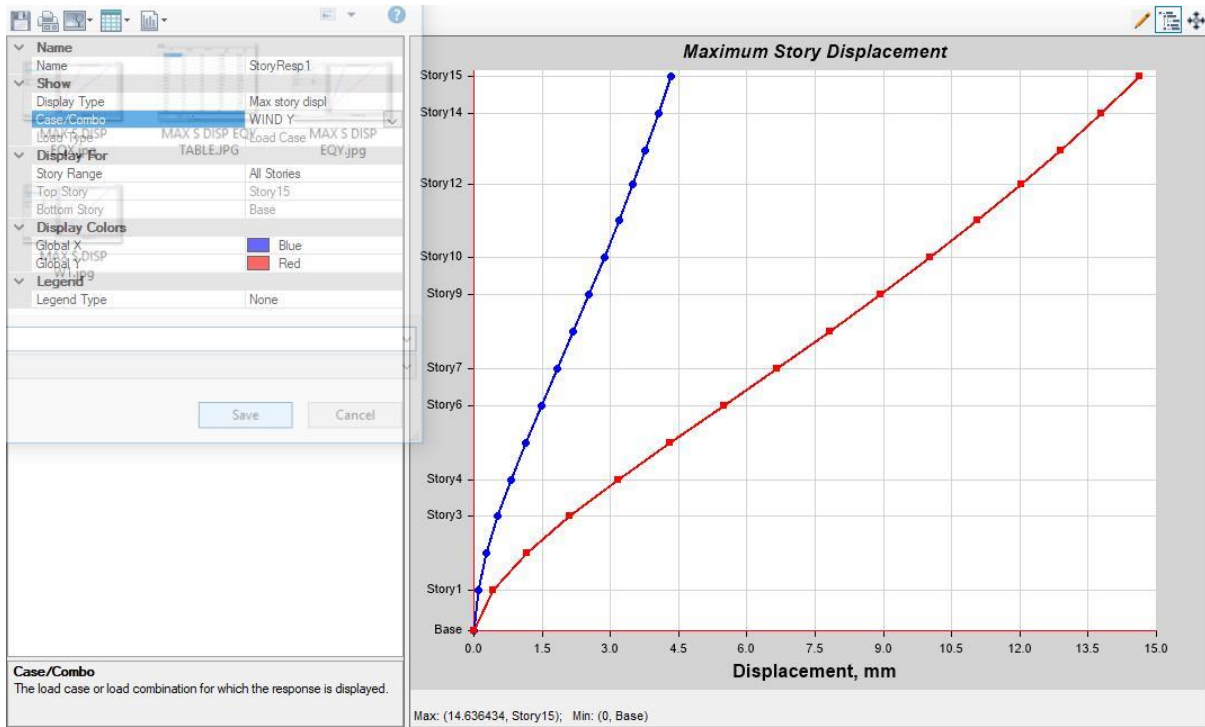 Name
Name StoryResp1
Show
Display Type Max story displ
Case/Combo WIND Y
Load Type Load Case
MAX S DISP EQX.jpg
MAX S DISP EQY TABLE.JPG
MAX S DISP EQY.jpg
Display For
Story Range All Stories
Top Story Story15
Bottom Story Base
Display Colors
Global X Blue
Global Y Red
MAX S DISP
Legend
Legend Type None
Save Cancel
Case/Combo
The load case or load combination for which the response is displayed.
Maximum Story Displacement
Story15
Story14
Story12
Story10
Story9
Story7
Story6
Story4
Story3
Story1
Base
0.0 1.5 3.0 4.5 6.0 7.5 9.0 10.5 12.0 13.5 15.0
Displacement, mm
Max: (14.636434, Story15); Min: (0, Base)